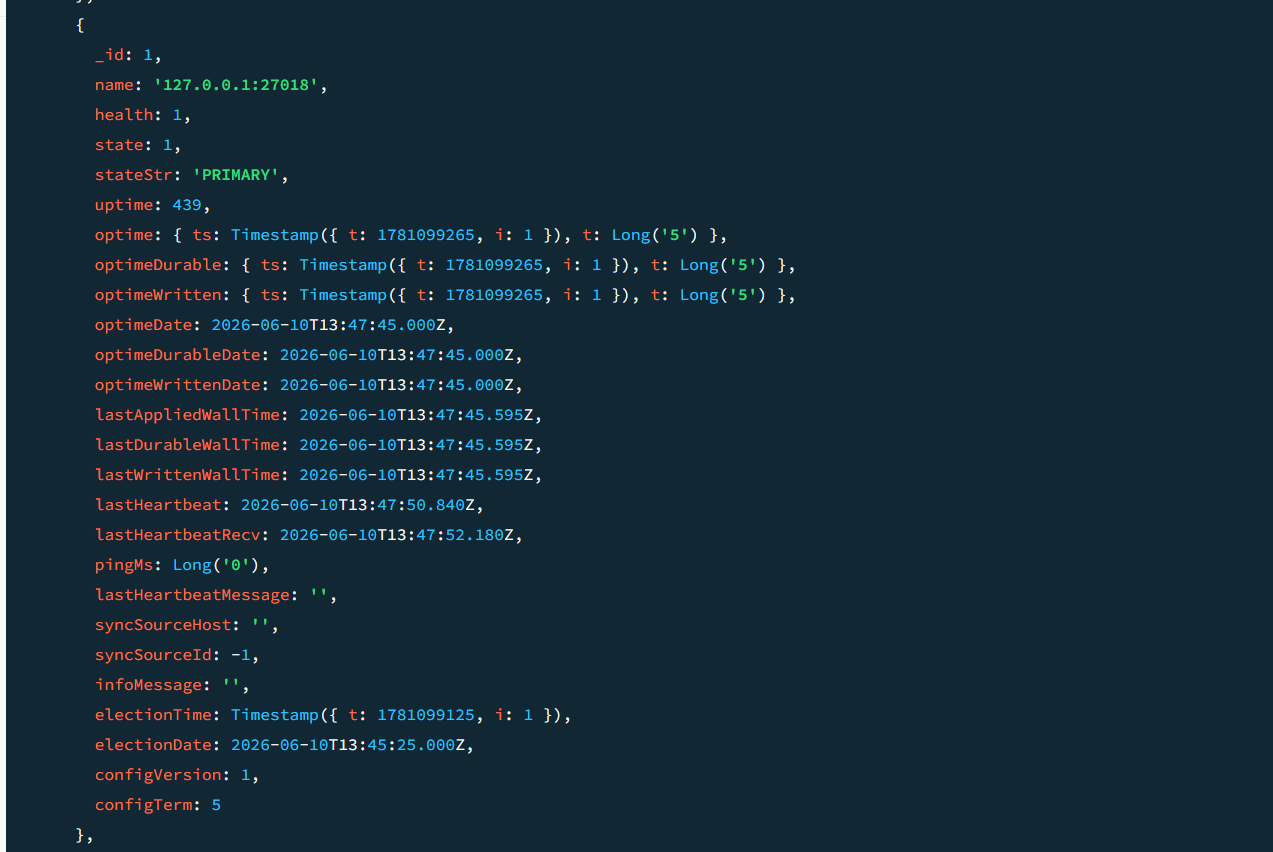 {
_id: 1,
name: '127.0.0.1:27018',
health: 1,
state: 1,
stateStr: 'PRIMARY',
uptime: 439,
optime: { ts: Timestamp({ t: 1781099265, i: 1 }), t: Long('5') },
optimeDurable: { ts: Timestamp({ t: 1781099265, i: 1 }), t: Long('5') },
optimeWritten: { ts: Timestamp({ t: 1781099265, i: 1 }), t: Long('5') },
optimeDate: 2026-06-10T13:47:45.000Z,
optimeDurableDate: 2026-06-10T13:47:45.000Z,
optimeWrittenDate: 2026-06-10T13:47:45.000Z,
lastAppliedWallTime: 2026-06-10T13:47:45.595Z,
lastDurableWallTime: 2026-06-10T13:47:45.595Z,
lastWrittenWallTime: 2026-06-10T13:47:45.595Z,
lastHeartbeat: 2026-06-10T13:47:50.840Z,
lastHeartbeatRecv: 2026-06-10T13:47:52.180Z,
pingMs: Long('0'),
lastHeartbeatMessage: '',
syncSourceHost: '',
syncSourceId: -1,
infoMessage: '',
electionTime: Timestamp({ t: 1781099125, i: 1 }),
electionDate: 2026-06-10T13:45:25.000Z,
configVersion: 1,
configTerm: 5
},